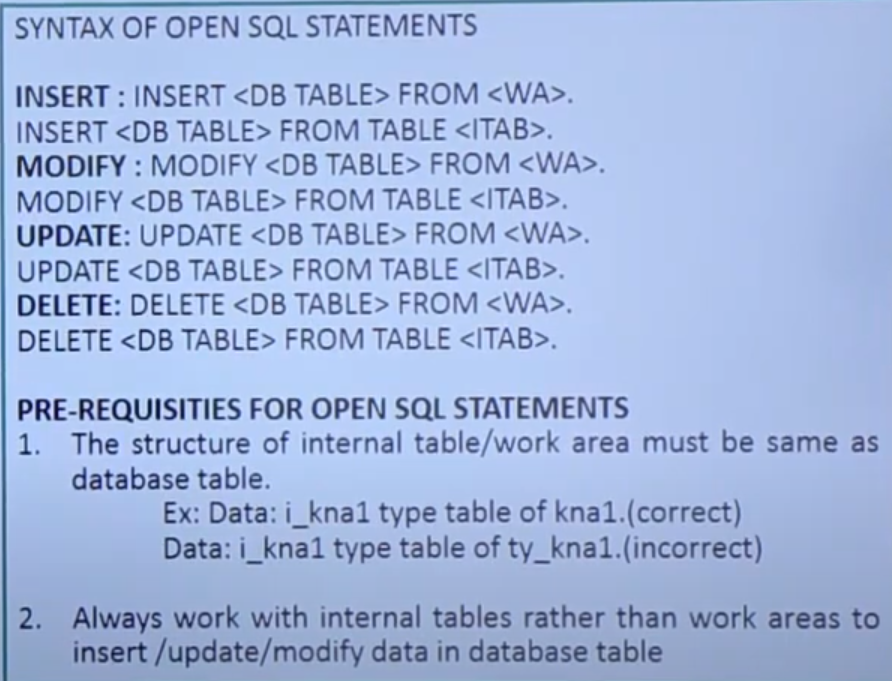 SYNTAX OF OPEN SQL STATEMENTS
INSERT : INSERT <DB TABLE> FROM <WA>.
INSERT <DB TABLE> FROM TABLE <ITAB>.
MODIFY : MODIFY <DB TABLE> FROM <WA>.
MODIFY <DB TABLE> FROM TABLE <ITAB>.
UPDATE: UPDATE <DB TABLE> FROM <WA>.
UPDATE <DB TABLE> FROM TABLE <ITAB>.
DELETE: DELETE <DB TABLE> FROM <WA>.
DELETE <DB TABLE> FROM TABLE <ITAB>.
PRE-REQUISITIES FOR OPEN SQL STATEMENTS
1. The structure of internal table/work area must be same as
database table.
Ex: Data: i_kna1 type table of kna1.(correct)
Data: i_kna1 type table of ty_kna1.(incorrect)
2. Always work with internal tables rather than work areas to
insert /update/modify data in database table